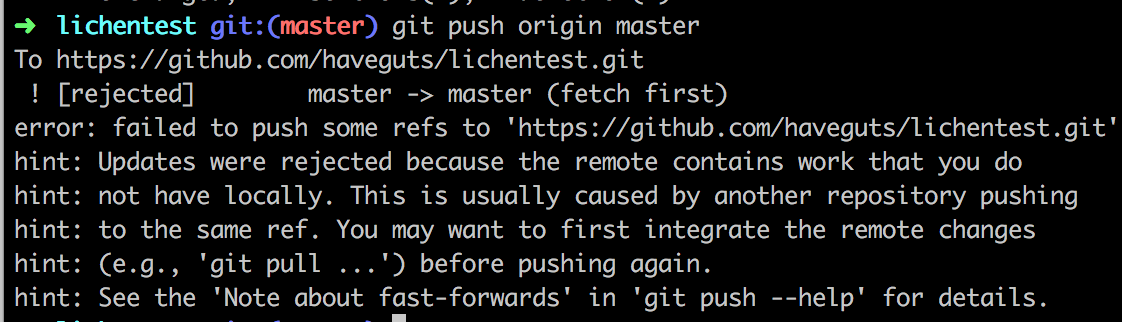 ➜ lichentest git:(master) git push origin master
To https://github.com/haveguts/lichentest.git
 ! [rejected]        master -> master (fetch first)
error: failed to push some refs to 'https://github.com/haveguts/lichentest.git'
hint: Updates were rejected because the remote contains work that you do
hint: not have locally. This is usually caused by another repository pushing
hint: to the same ref. You may want to first integrate the remote changes
hint: (e.g., 'git pull ...') before pushing again.
hint: See the 'Note about fast-forwards' in 'git push --help' for details.